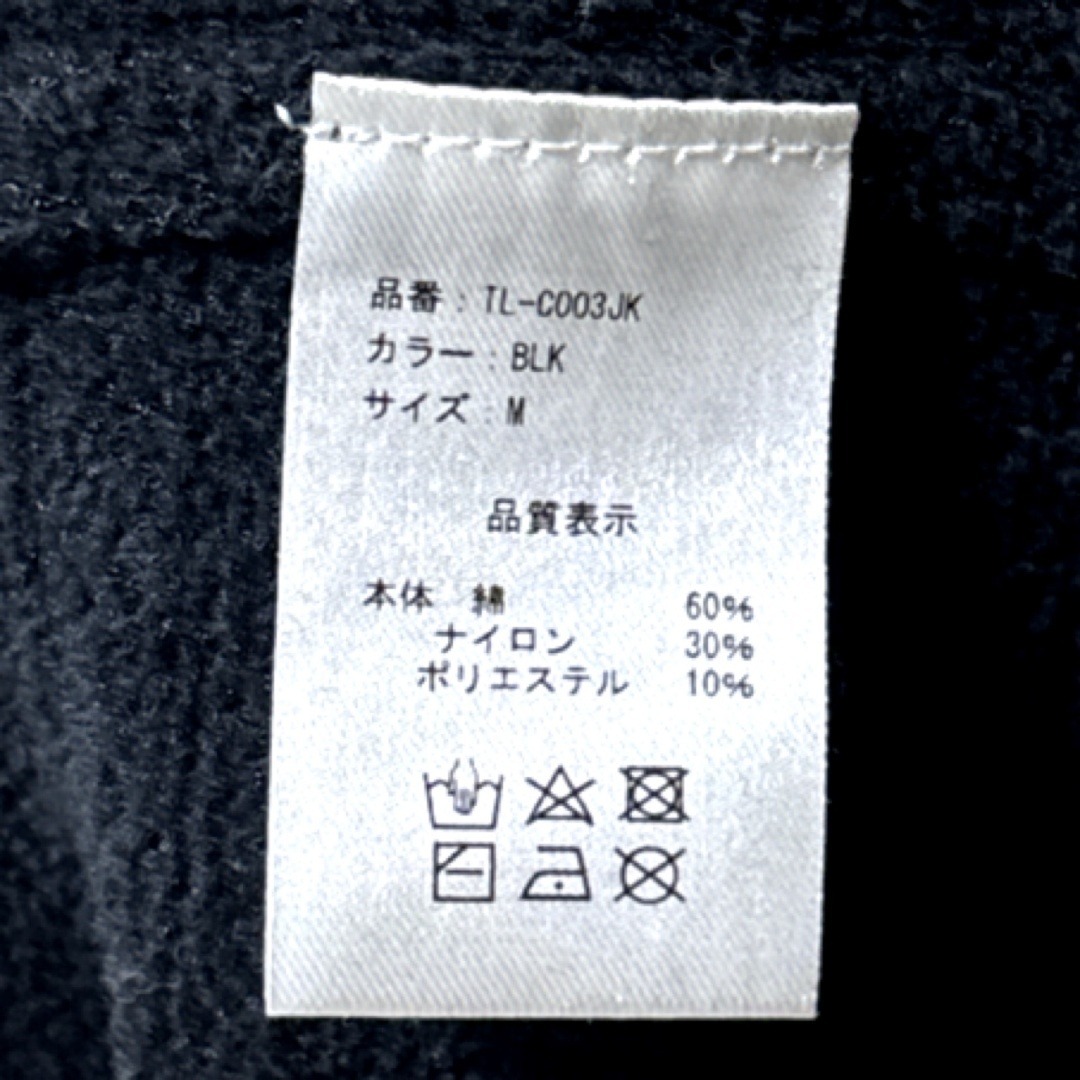 品番:TL-C003JK
カラー:BLK
サイズ:M
品質表示
本体 綿 60%
ナイロン 30%
ポリエステル 10%